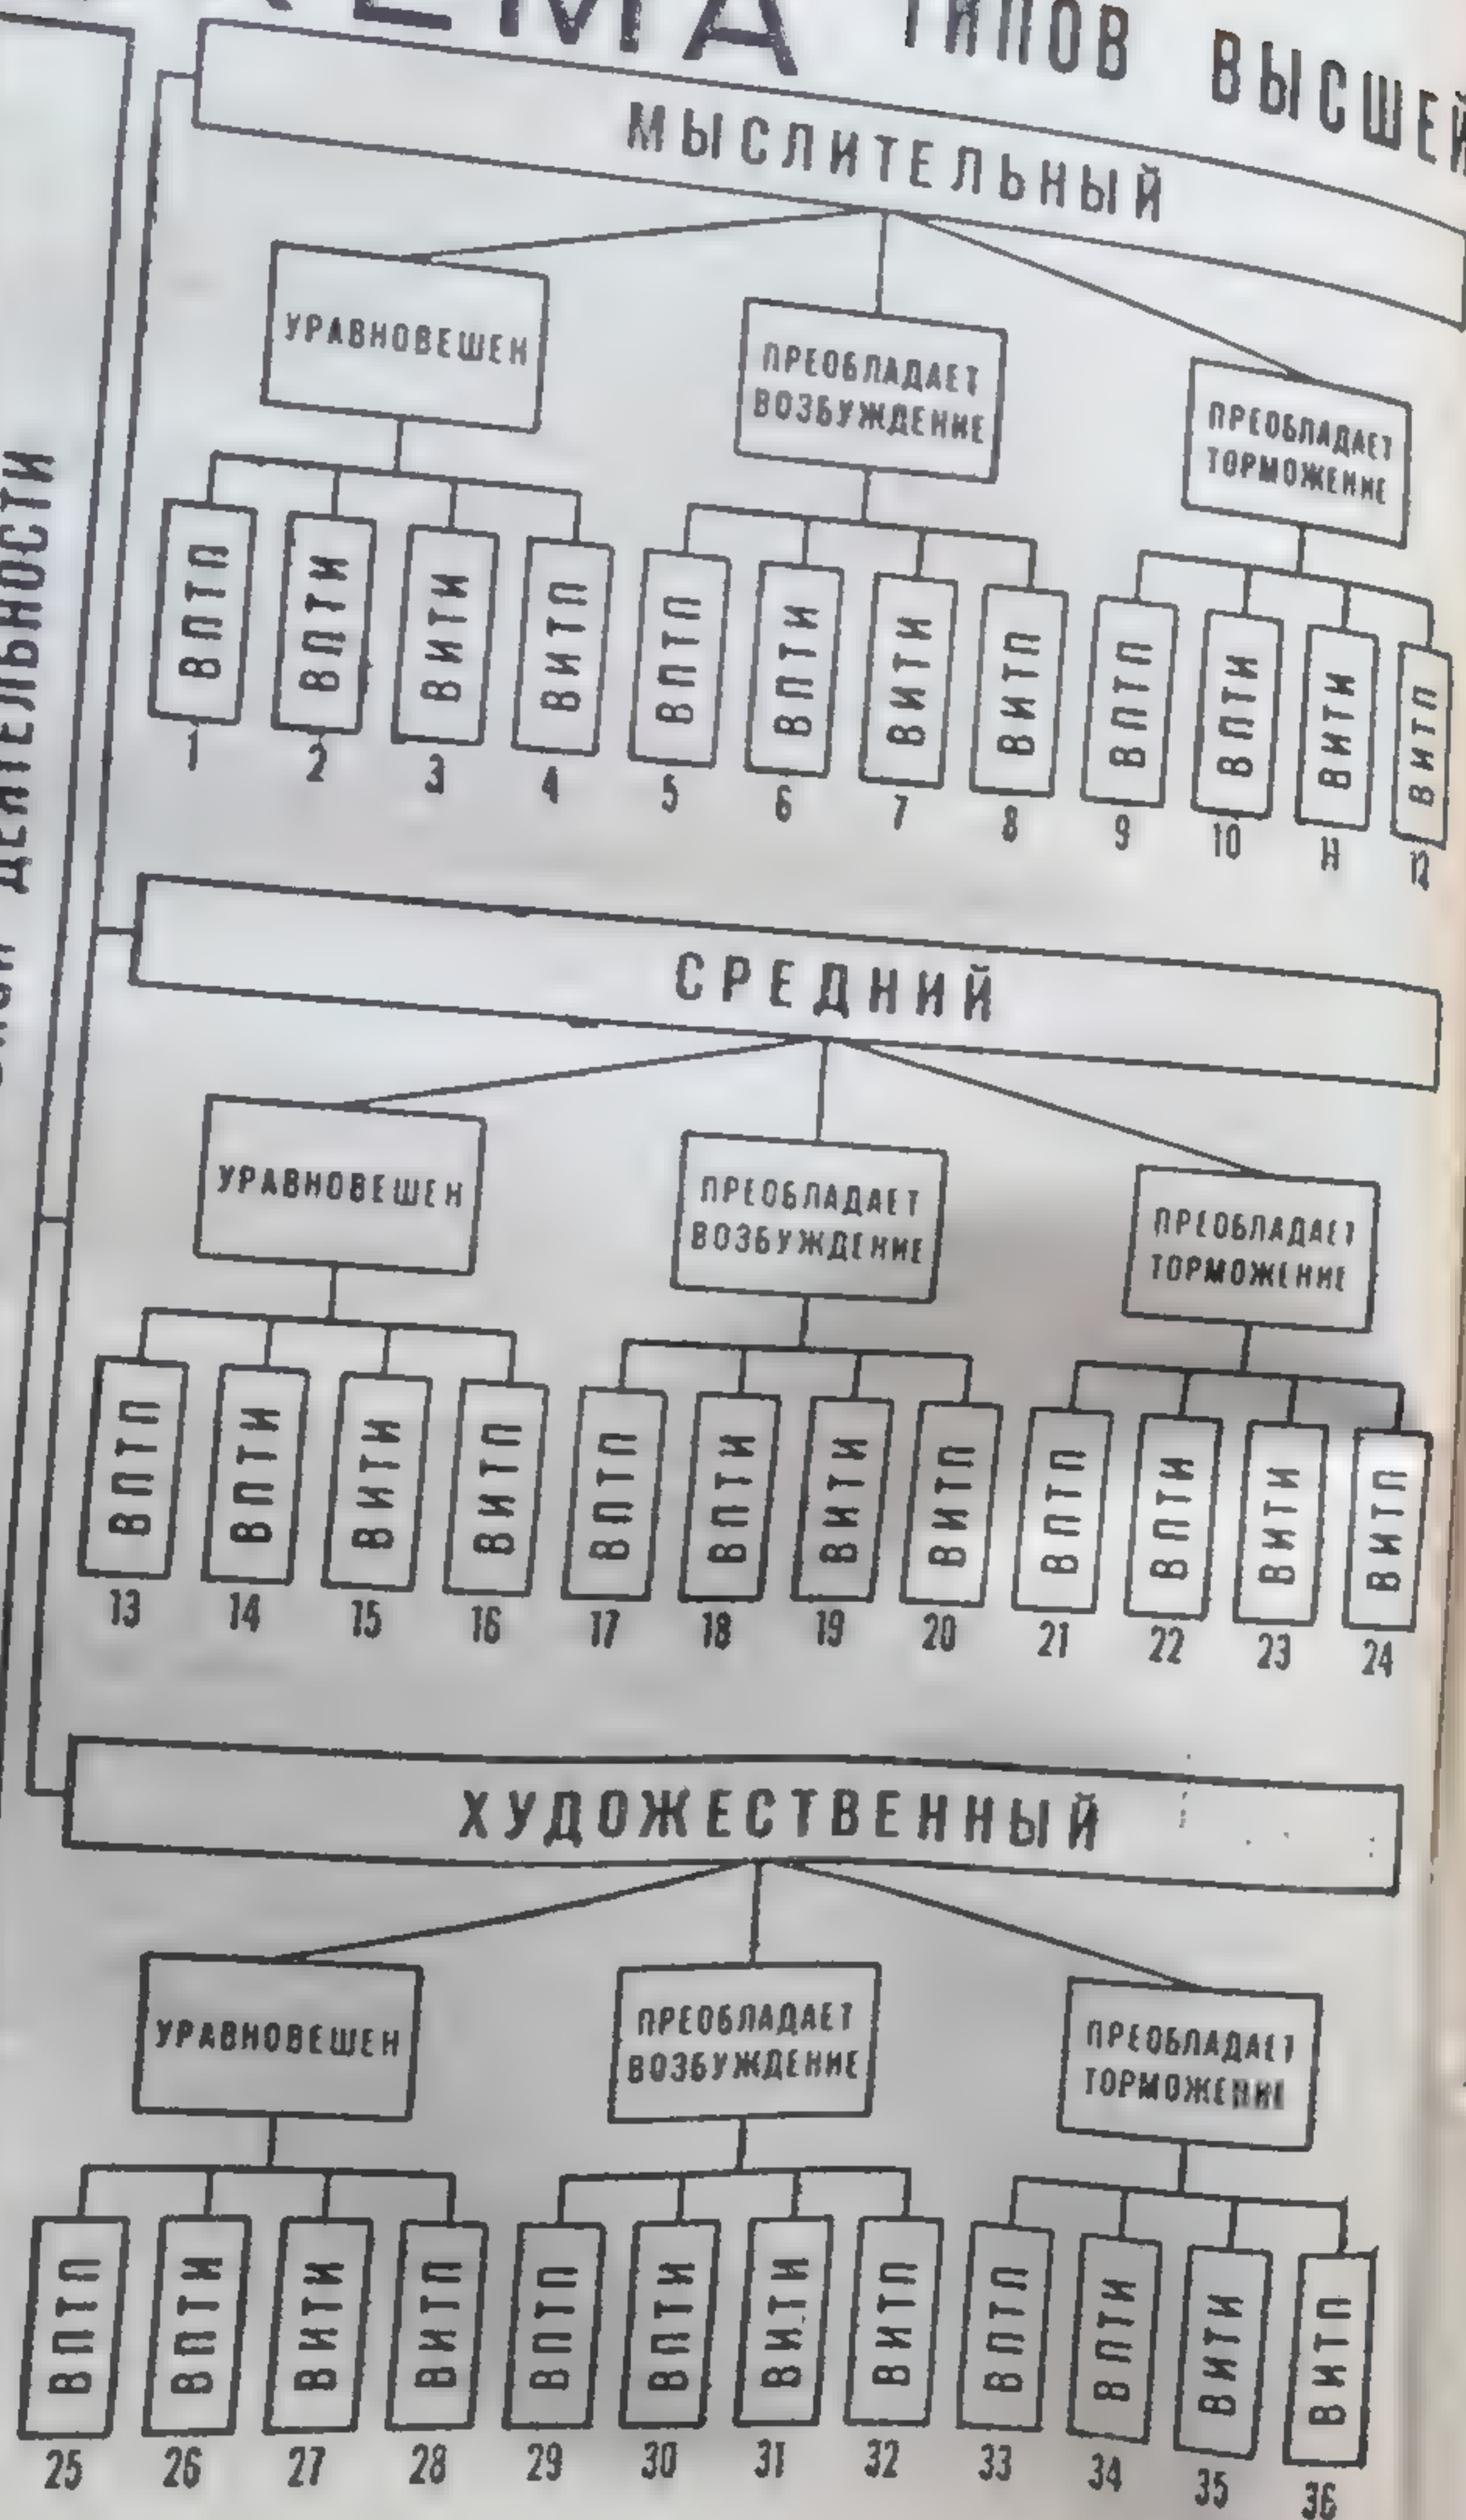 ТИПОВ ВЫСШЕЙ
ДЕЯТЕЛЬНОСТИ
МЫСЛИТЕЛЬНЫЙ
УРАВНОВЕШЕН
ПРЕОБЛАДАЕТ
ВОЗБУЖДЕНИЕ
ПРЕОБЛАДАЕТ
ТОРМОЖЕНИЕ
ВПТП
ВПТИ
ВИТИ
ВИТП
ВПТП
ВПТИ
ВИТИ
ВИТП
ВПТП
ВПТИ
ВИТИ
ВИТП
1 2 3 4 5 6 7 8 9 10 11 12
СРЕДНИЙ
УРАВНОВЕШЕН
ПРЕОБЛАДАЕТ
ВОЗБУЖДЕНИЕ
ПРЕОБЛАДАЕТ
ТОРМОЖЕНИЕ
ВПТП
ВПТИ
ВИТИ
ВИТП
ВПТП
ВПТИ
ВИТИ
ВИТП
ВПТП
ВПТИ
ВИТИ
ВИТП
13 14 15 16 17 18 19 20 21 22 23 24
ХУДОЖЕСТВЕННЫЙ
УРАВНОВЕШЕН
ПРЕОБЛАДАЕТ
ВОЗБУЖДЕНИЕ
ПРЕОБЛАДАЕТ
ТОРМОЖЕНИЕ
ВПТП
ВПТИ
ВИТИ
ВИТП
ВПТП
ВПТИ
ВИТИ
ВИТП
ВПТП
ВПТИ
ВИТИ
ВИТП
25 26 27 28 29 30 31 32 33 34 35 36